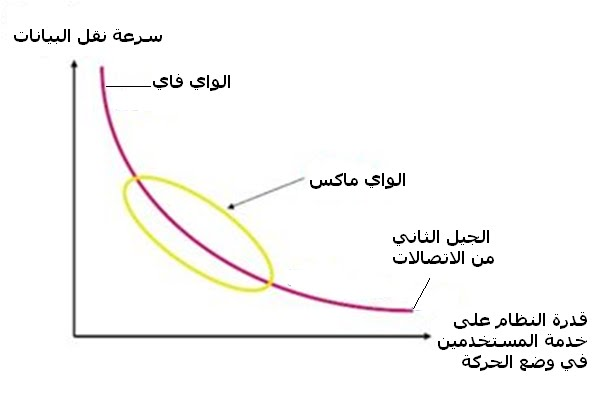 سرعة نقل البيانات
الواي فاي
الواي ماكس
الجيل الثاني
من الاتصالات
قدرة النظام على
خدمة المستخدمين
في وضع الحركة